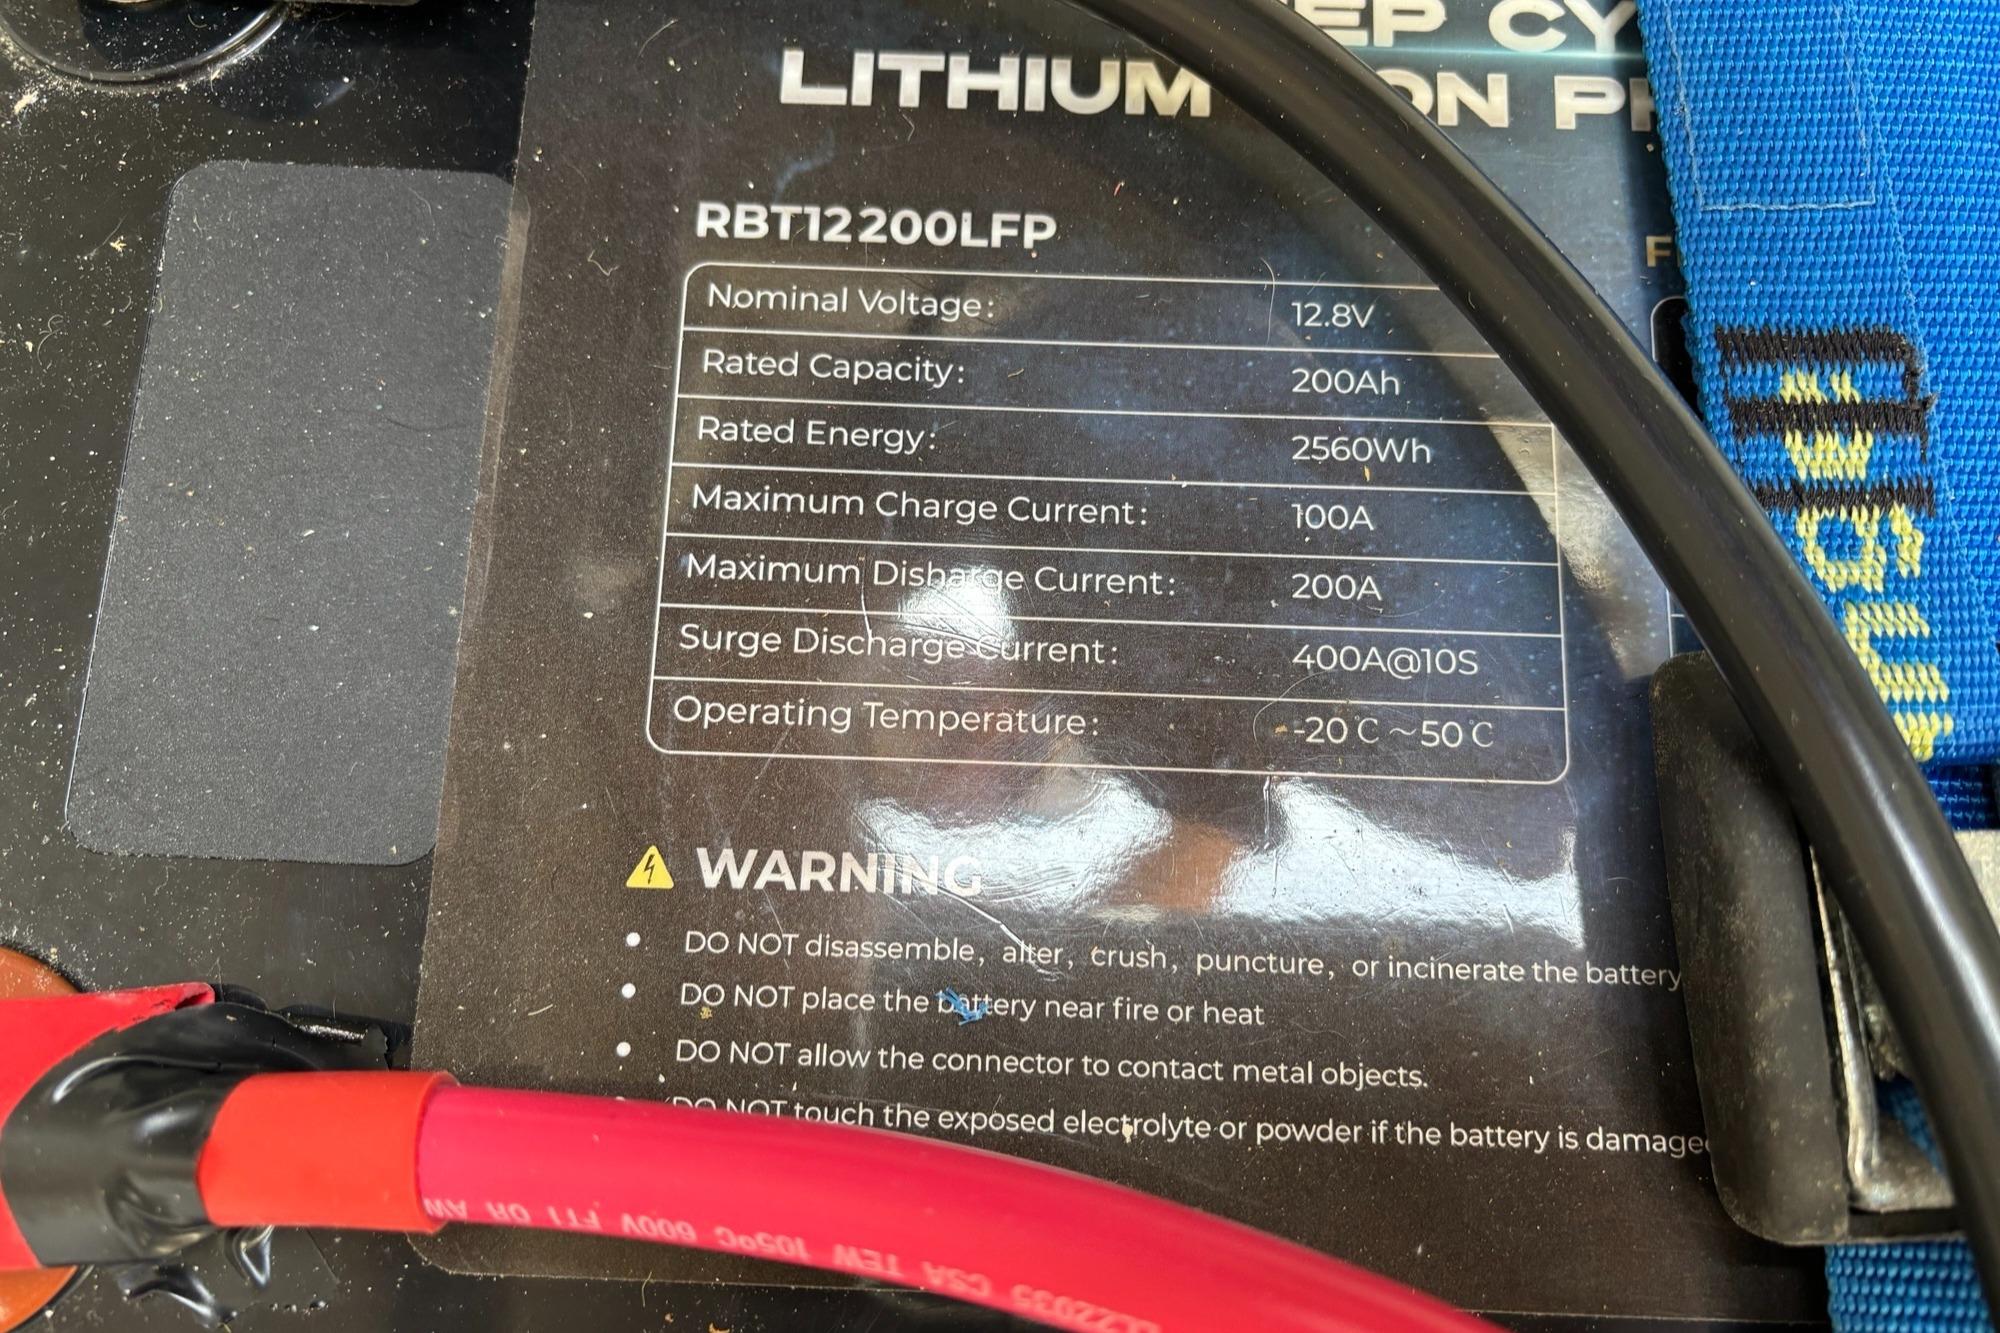 LITHIUM
RBT12200LFP
Nominal Voltage: 12.8V
Rated Capacity: 200Ah
Rated Energy: 2560Wh
Maximum Charge Current: 100A
Maximum Disharge Current: 200A
Surge Discharge Current: 400A@10S
Operating Temperature: -20℃~50℃
WARNING
• DO NOT disassemble, alter, crush, puncture, or incinerate the battery
• DO NOT place the battery near fire or heat
• DO NOT allow the connector to contact metal objects.
DO NOT touch the exposed electrolyte or powder if the battery is damaged
CSA TEW 105ºC 600V FT1 OR AW